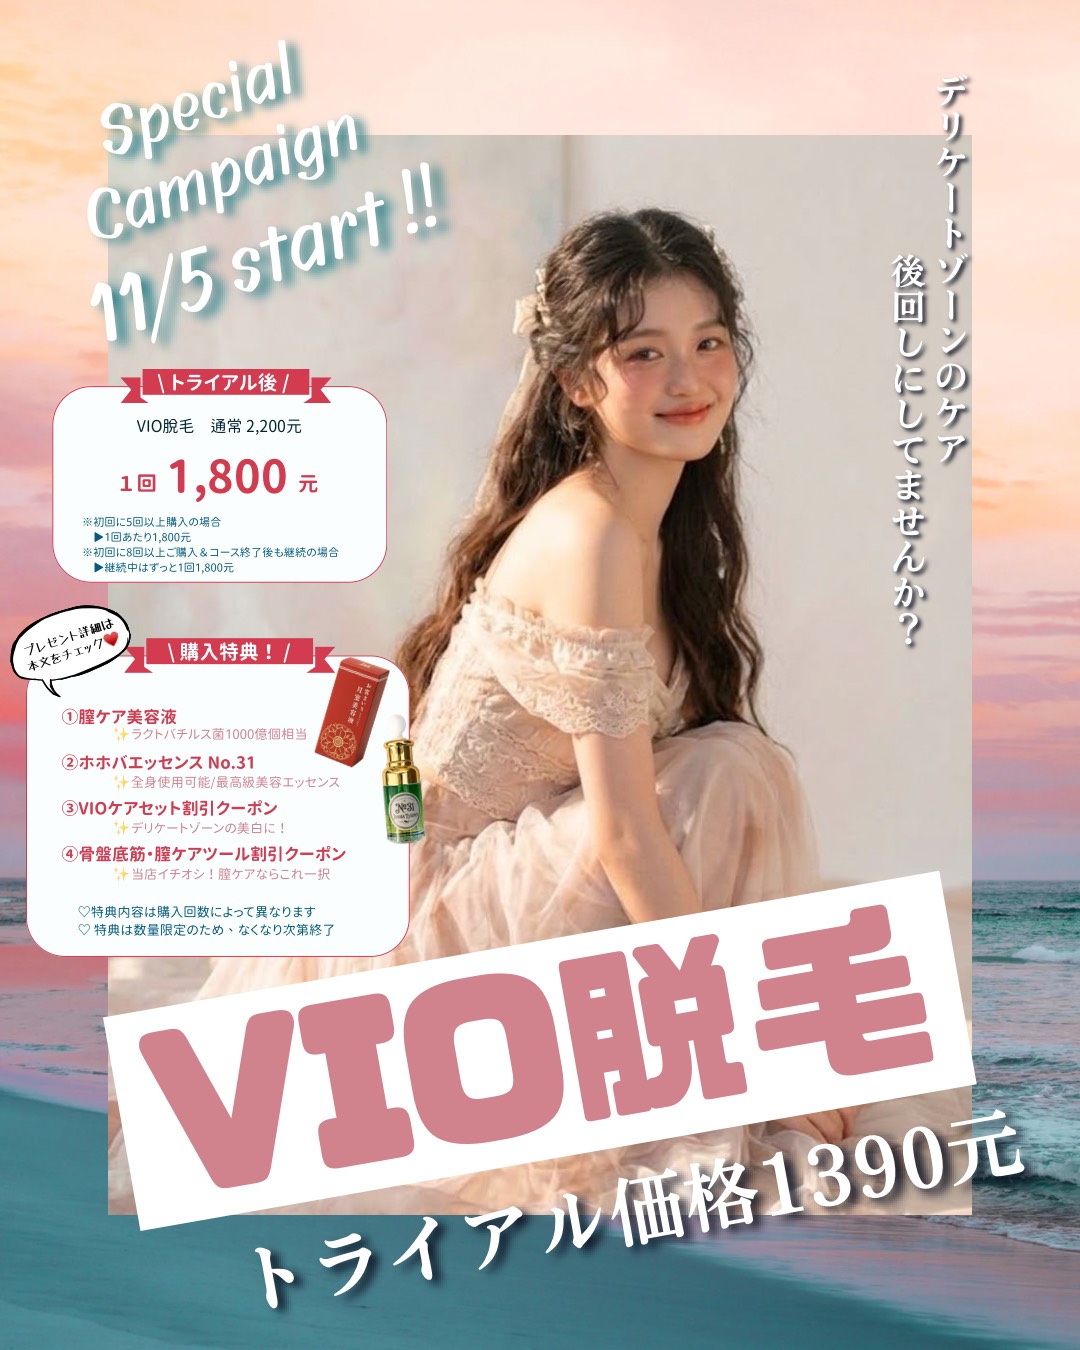 Special
Campaign
11/5 start !!
デリケートゾーンのケア
後回しにしてませんか？
\ トライアル後 /
VIO脱毛　通常 2,200元
1回 1,800 元
※初回に5回以上購入の場合
▶1回あたり1,800元
※初回に8回以上ご購入＆コース終了後も継続の場合
▶継続中はずっと1回1,800元
プレゼント詳細は
本文をチェック❤️
\ 購入特典！ /
①膣ケア美容液
✨ラクトバチルス菌1000億個相当
②ホホバエッセンス No.31
✨全身使用可能/最高級美容エッセンス
③VIOケアセット割引クーポン
✨デリケートゾーンの美白に！
④骨盤底筋・膣ケアツール割引クーポン
✨当店イチオシ！膣ケアならこれ一択
♡特典内容は購入回数によって異なります
♡ 特典は数量限定のため、なくなり次第終了
月蜜美容液
No31
VIO脱毛
トライアル価格1390元